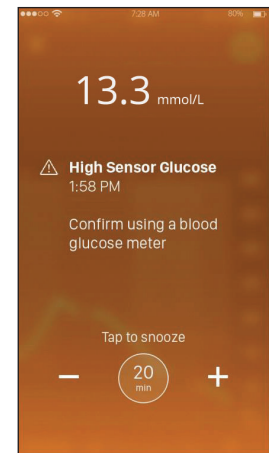 7:28 AM 80%
13.3 mmol/L
High Sensor Glucose
1:58 PM
Confirm using a blood
glucose meter
Tap to snooze
− 20 +
min